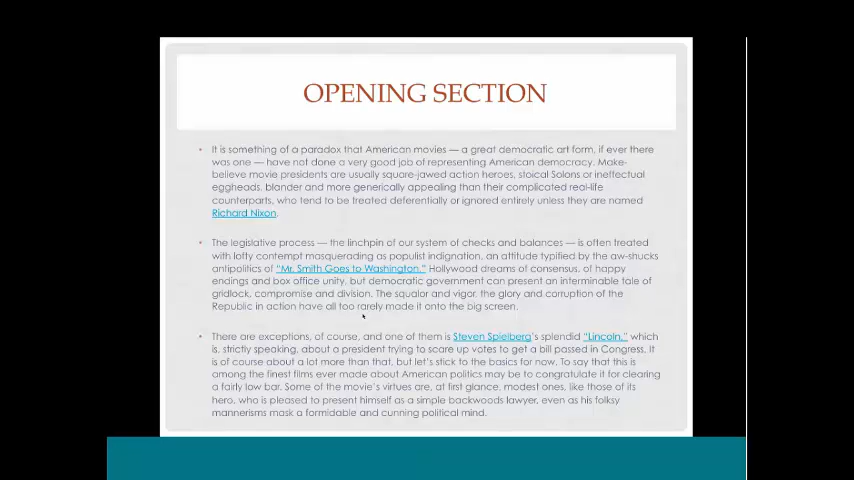 OPENING SECTION
• It is something of a paradox that American movies — a great democratic art form, if ever there
was one — have not done a very good job of representing American democracy. Make-
believe movie presidents are usually square-jawed action heroes, stoical Solons or ineffectual
eggheads, blander and more generically appealing than their complicated real-life
counterparts, who tend to be treated deferentially or ignored entirely unless they are named
Richard Nixon.
• The legislative process — the linchpin of our system of checks and balances — is often treated
with lofty contempt masquerading as populist indignation, an attitude typified by the aw-shucks
antipolitics of “Mr. Smith Goes to Washington.” Hollywood dreams of consensus, of happy
endings and box office unity, but democratic government can present an interminable tale of
gridlock, compromise and division. The squalor and vigor, the glory and corruption of the
Republic in action have all too rarely made it onto the big screen.
• There are exceptions, of course, and one of them is Steven Spielberg’s splendid “Lincoln,” which
is, strictly speaking, about a president trying to scare up votes to get a bill passed in Congress. It
is of course about a lot more than that, but let’s stick to the basics for now. To say that this is
among the finest films ever made about American politics may be to congratulate it for clearing
a fairly low bar. Some of the movie’s virtues are, at first glance, modest ones, like those of its
hero, who is pleased to present himself as a simple backwoods lawyer, even as his folksy
mannerisms mask a formidable and cunning political mind.